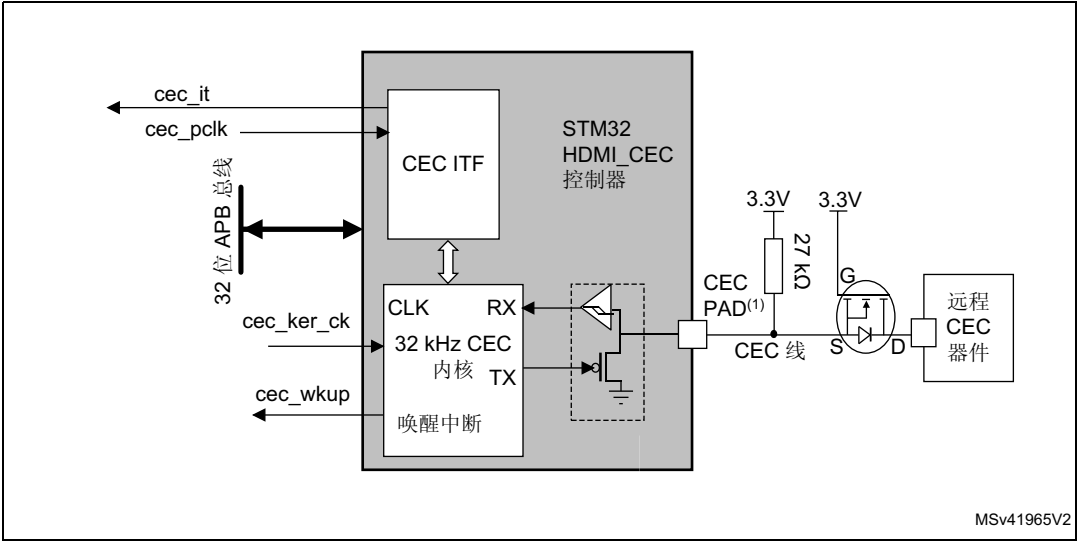 cec_it
cec_pclk
32 位 APB 总线
cec_ker_ck
cec_wkup
CEC ITF
STM32
HDMI_CEC
控制器
CLK
RX
32 kHz CEC
内核
TX
唤醒中断
CEC
PAD(1)
CEC 线
3.3V
27 kΩ
3.3V
G
S
D
远程
CEC
器件
MSv41965V2